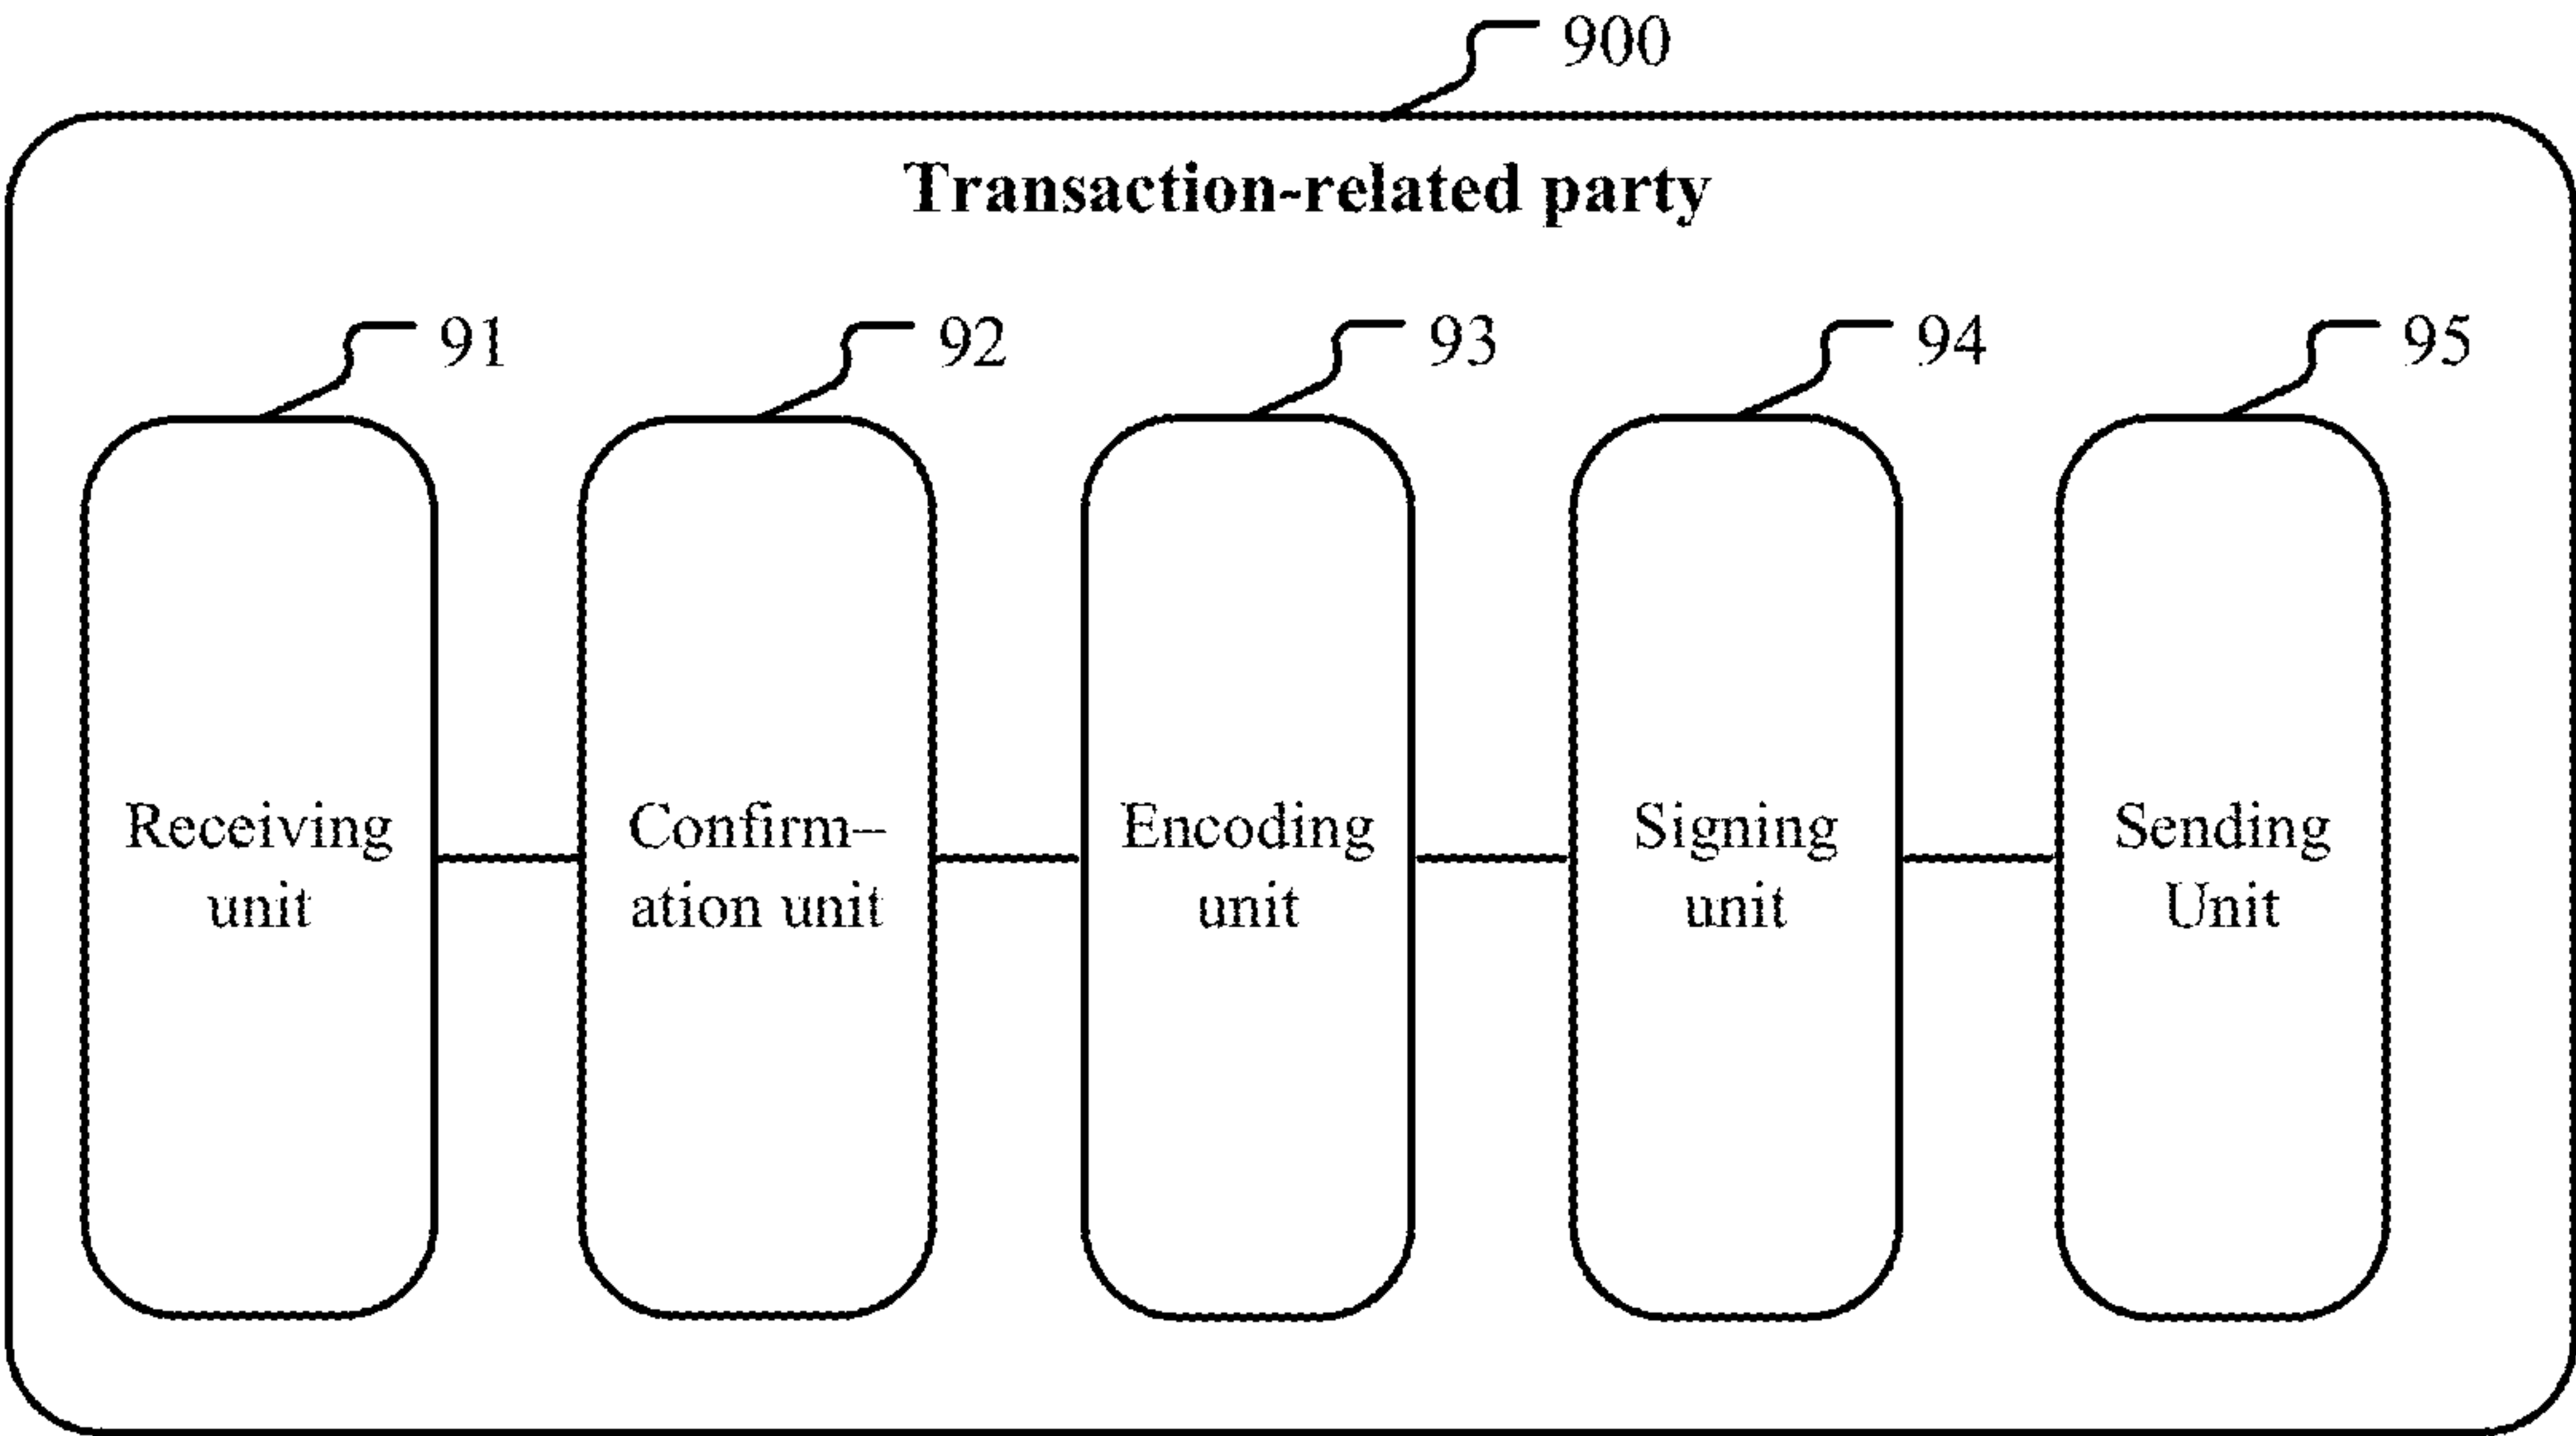 900
Transaction-related party
91
92
93
94
95
Receiving
unit
Confirm–
ation unit
Encoding
unit
Signing
unit
Sending
Unit